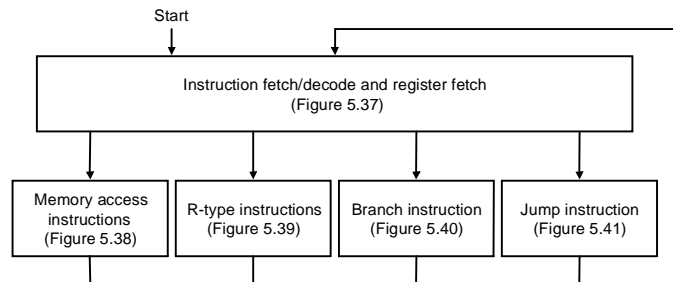 Start
Instruction fetch/decode and register fetch
(Figure 5.37)
Memory access
instructions
(Figure 5.38)
R-type instructions
(Figure 5.39)
Branch instruction
(Figure 5.40)
Jump instruction
(Figure 5.41)